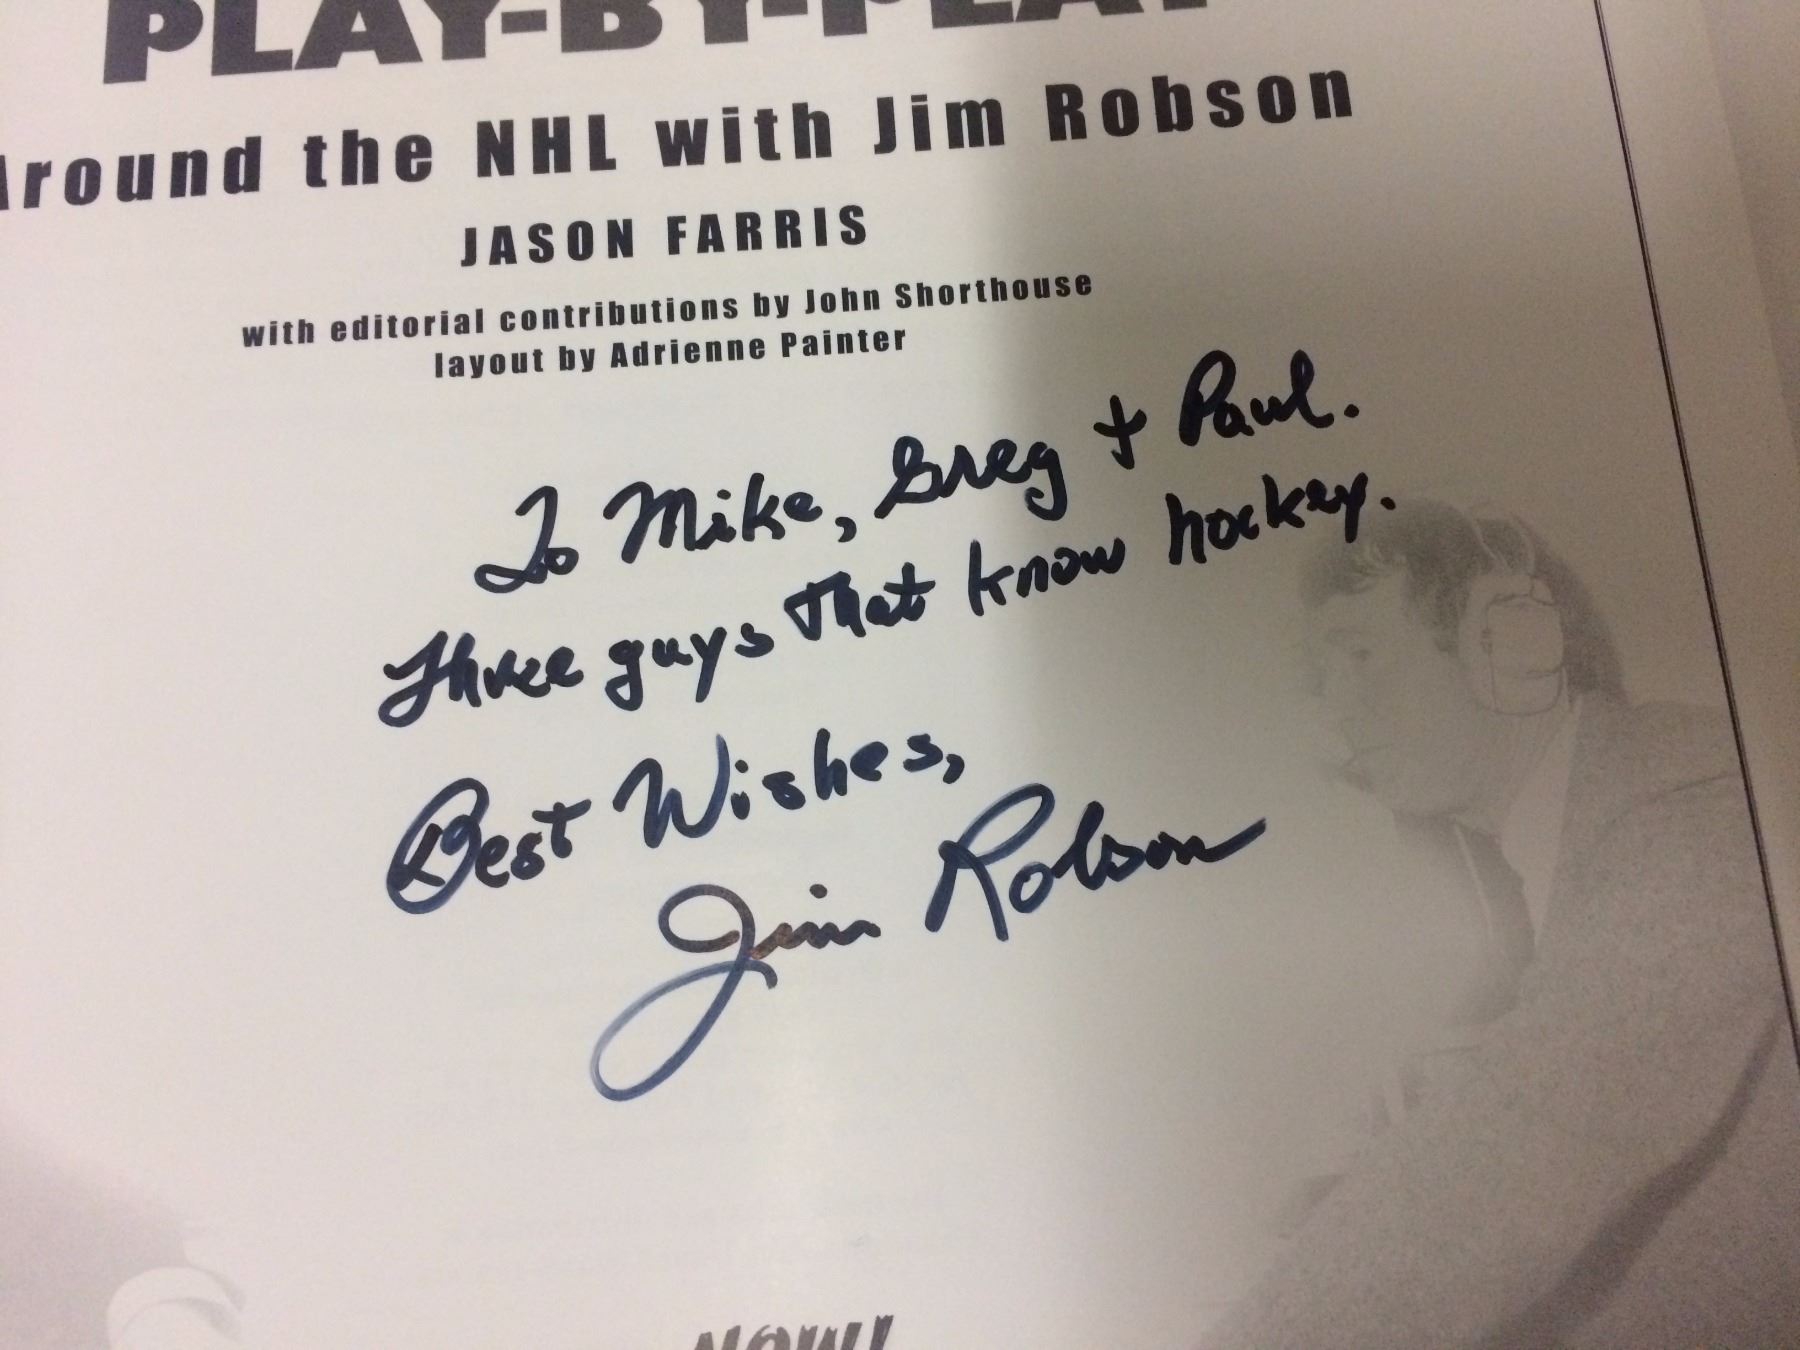 PLAY-BY-PLAY
Around the NHL with Jim Robson
JASON FARRIS
with editorial contributions by John Shorthouse
layout by Adrienne Painter
To Mike, Greg + Paul.
Three guys that know hockey.
Best Wishes,
Jim Robson
NOW!